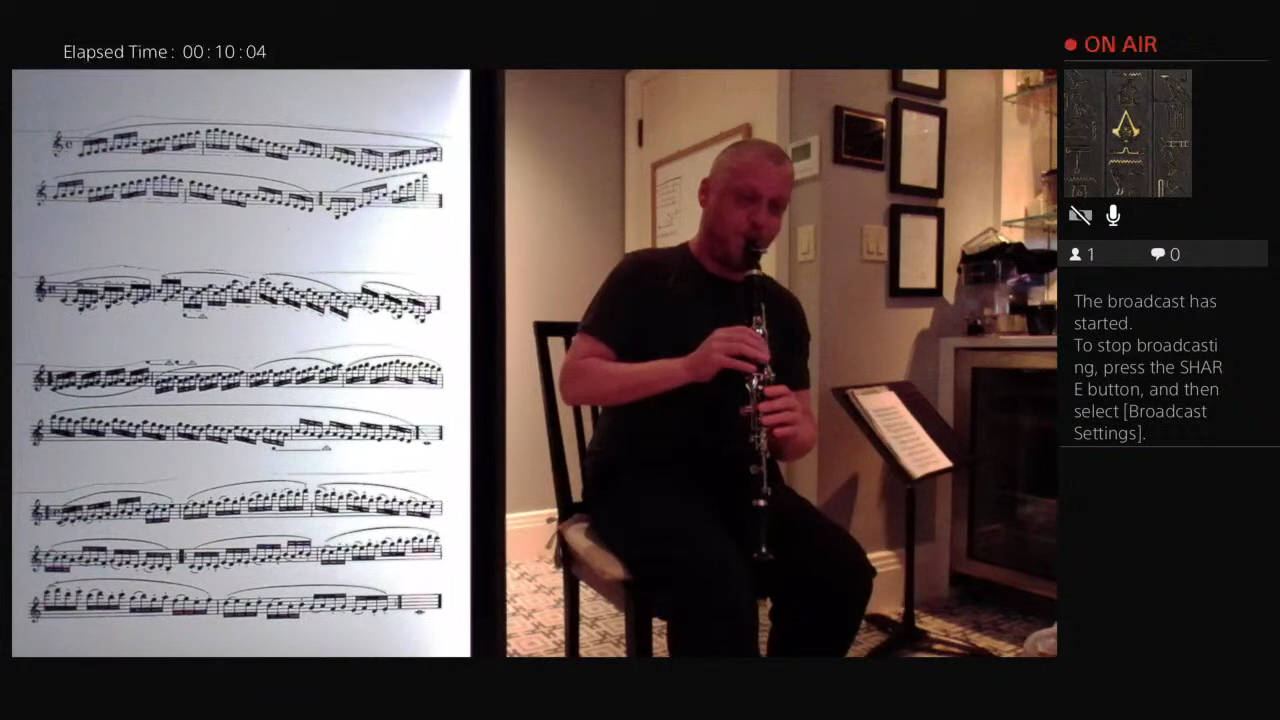 Elapsed Time: 00:10:04
ON AIR
1 0
The broadcast has
started.
To stop broadcasti
ng, press the SHAR
E button, and then
select [Broadcast
Settings].